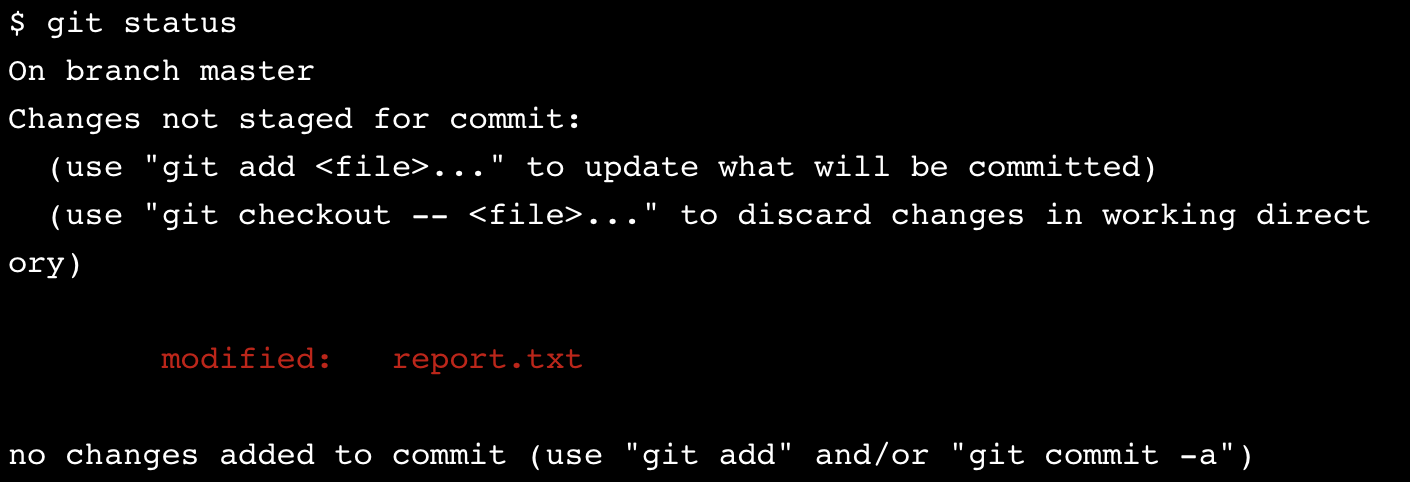 $ git status
On branch master
Changes not staged for commit:
  (use "git add <file>..." to update what will be committed)
  (use "git checkout -- <file>..." to discard changes in working direct
ory)
        modified:   report.txt
no changes added to commit (use "git add" and/or "git commit -a")